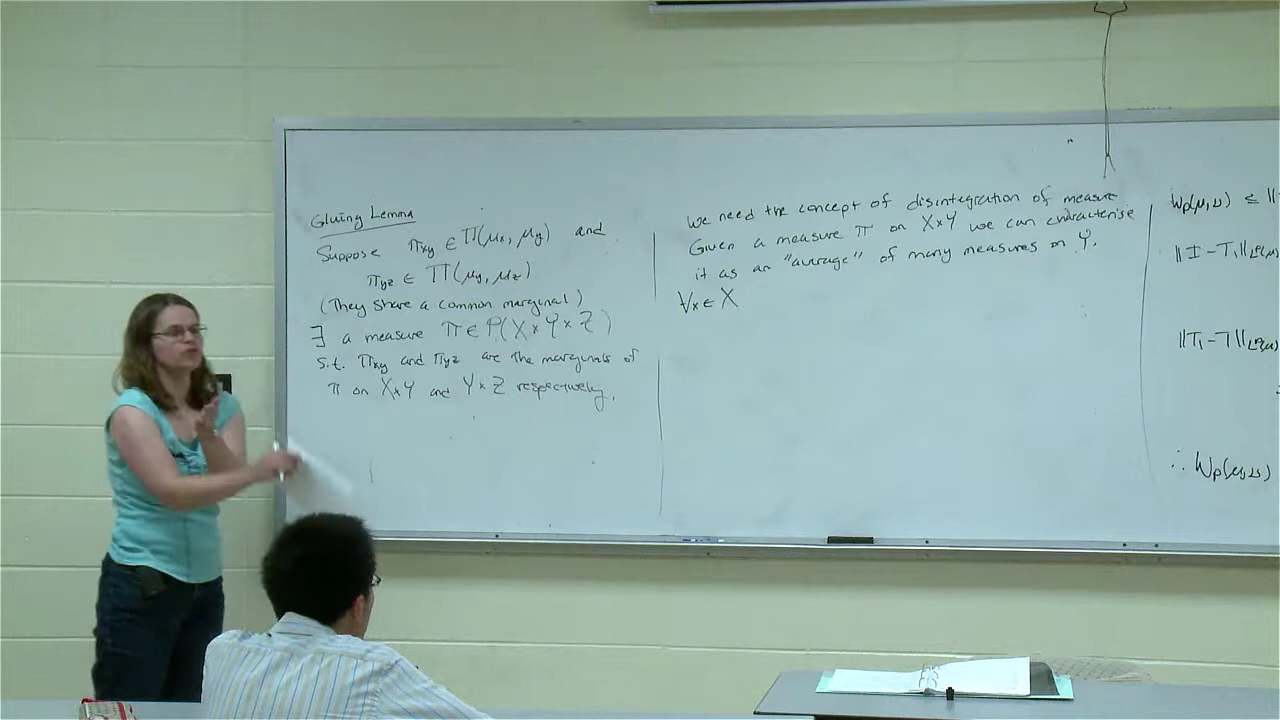 Gluing Lemma
Suppose πxy ∈ Π(μx, μy) and
πyz ∈ Π(μy, μz)
(They share a common marginal)
∃ a measure π ∈ P(X×Y×Z)
s.t. πxy and πyz are the marginals of
π on X×Y and Y×Z respectively.
We need the concept of disintegration of measure
Given a measure π on X×Y we can characterise
it as an "average" of many measures on Y.
∀x ∈ X
Wp(μ,ν) ≤ ||
||I-T₁||
||T₁-T||
∴ Wp(μ,ν)